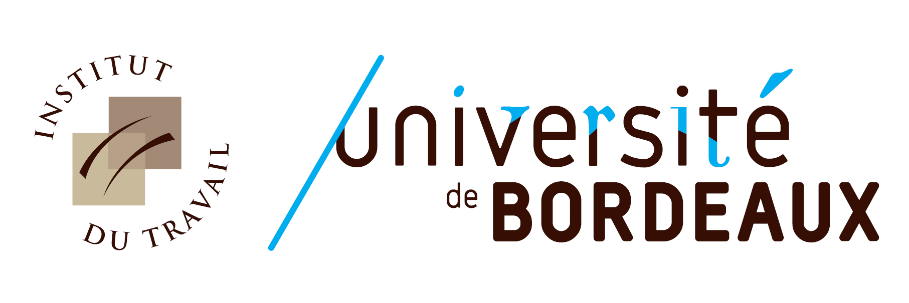 INSTITUT
DU TRAVAIL
université
de BORDEAUX